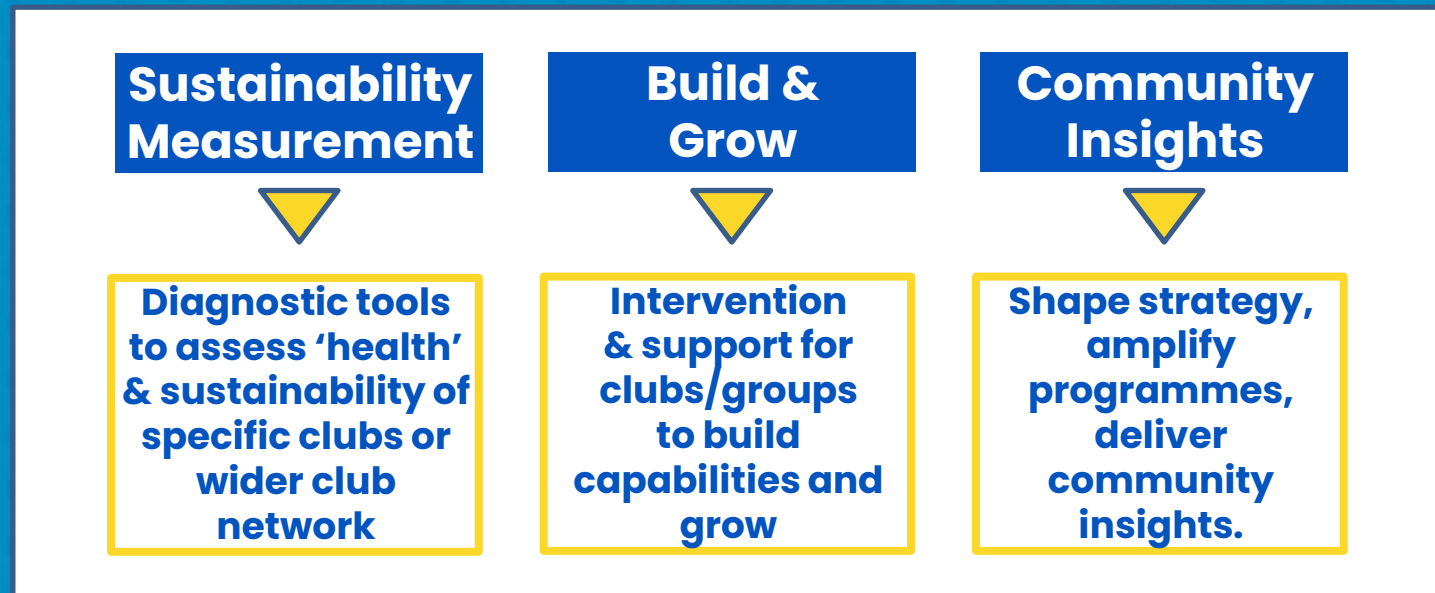 Sustainability
Measurement
Diagnostic tools
to assess ‘health’
& sustainability of
specific clubs or
wider club
network
Build &
Grow
Intervention
& support for
clubs/groups
to build
capabilities and
grow
Community
Insights
Shape strategy,
amplify
programmes,
deliver
community
insights.